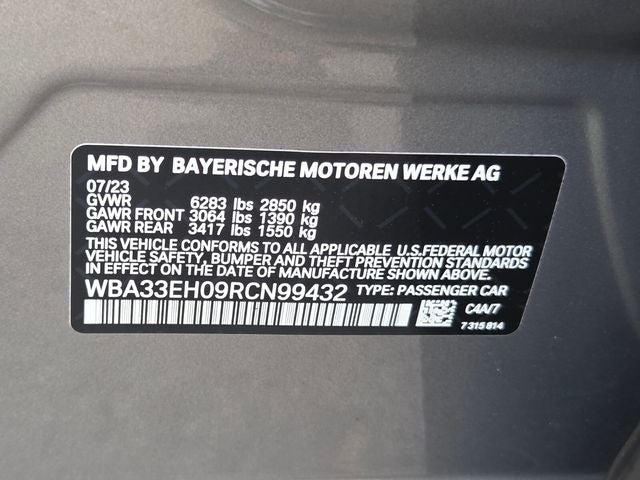 MFD BY BAYERISCHE MOTOREN WERKE AG
07/23
GVWR 6283 lbs 2850 kg
GAWR FRONT 3064 lbs 1390 kg
GAWR REAR 3417 lbs 1550 kg
THIS VEHICLE CONFORMS TO ALL APPLICABLE U.S.FEDERAL MOTOR
VEHICLE SAFETY, BUMPER AND THEFT PREVENTION STANDARDS
IN EFFECT ON THE DATE OF MANUFACTURE SHOWN ABOVE.
WBA33EH09RCN99432 TYPE: PASSENGER CAR
C4A/7
7 315 814